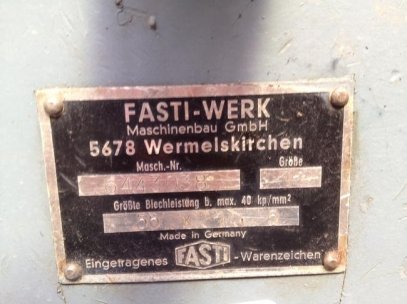 FASTI-WERK
Maschinenbau GmbH
5678 Wermelskirchen
Masch.-Nr. Größe
Größte Blechleistung b. max. 40 kp/mm²
Made in Germany
Eingetragenes FASTI -Warenzeichen